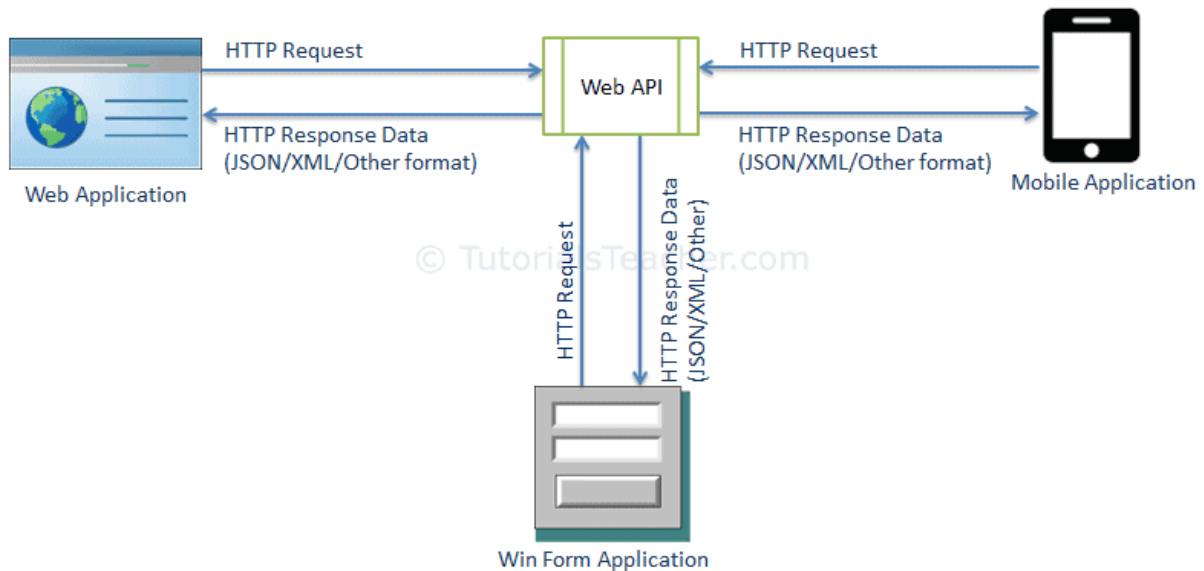 HTTP Request
HTTP Response Data
(JSON/XML/Other format)
Web Application
Web API
HTTP Request
HTTP Response Data
(JSON/XML/Other format)
Mobile Application
HTTP Request
HTTP Response Data
(JSON/XML/Other)
© TutorialsTeacher.com
Win Form Application